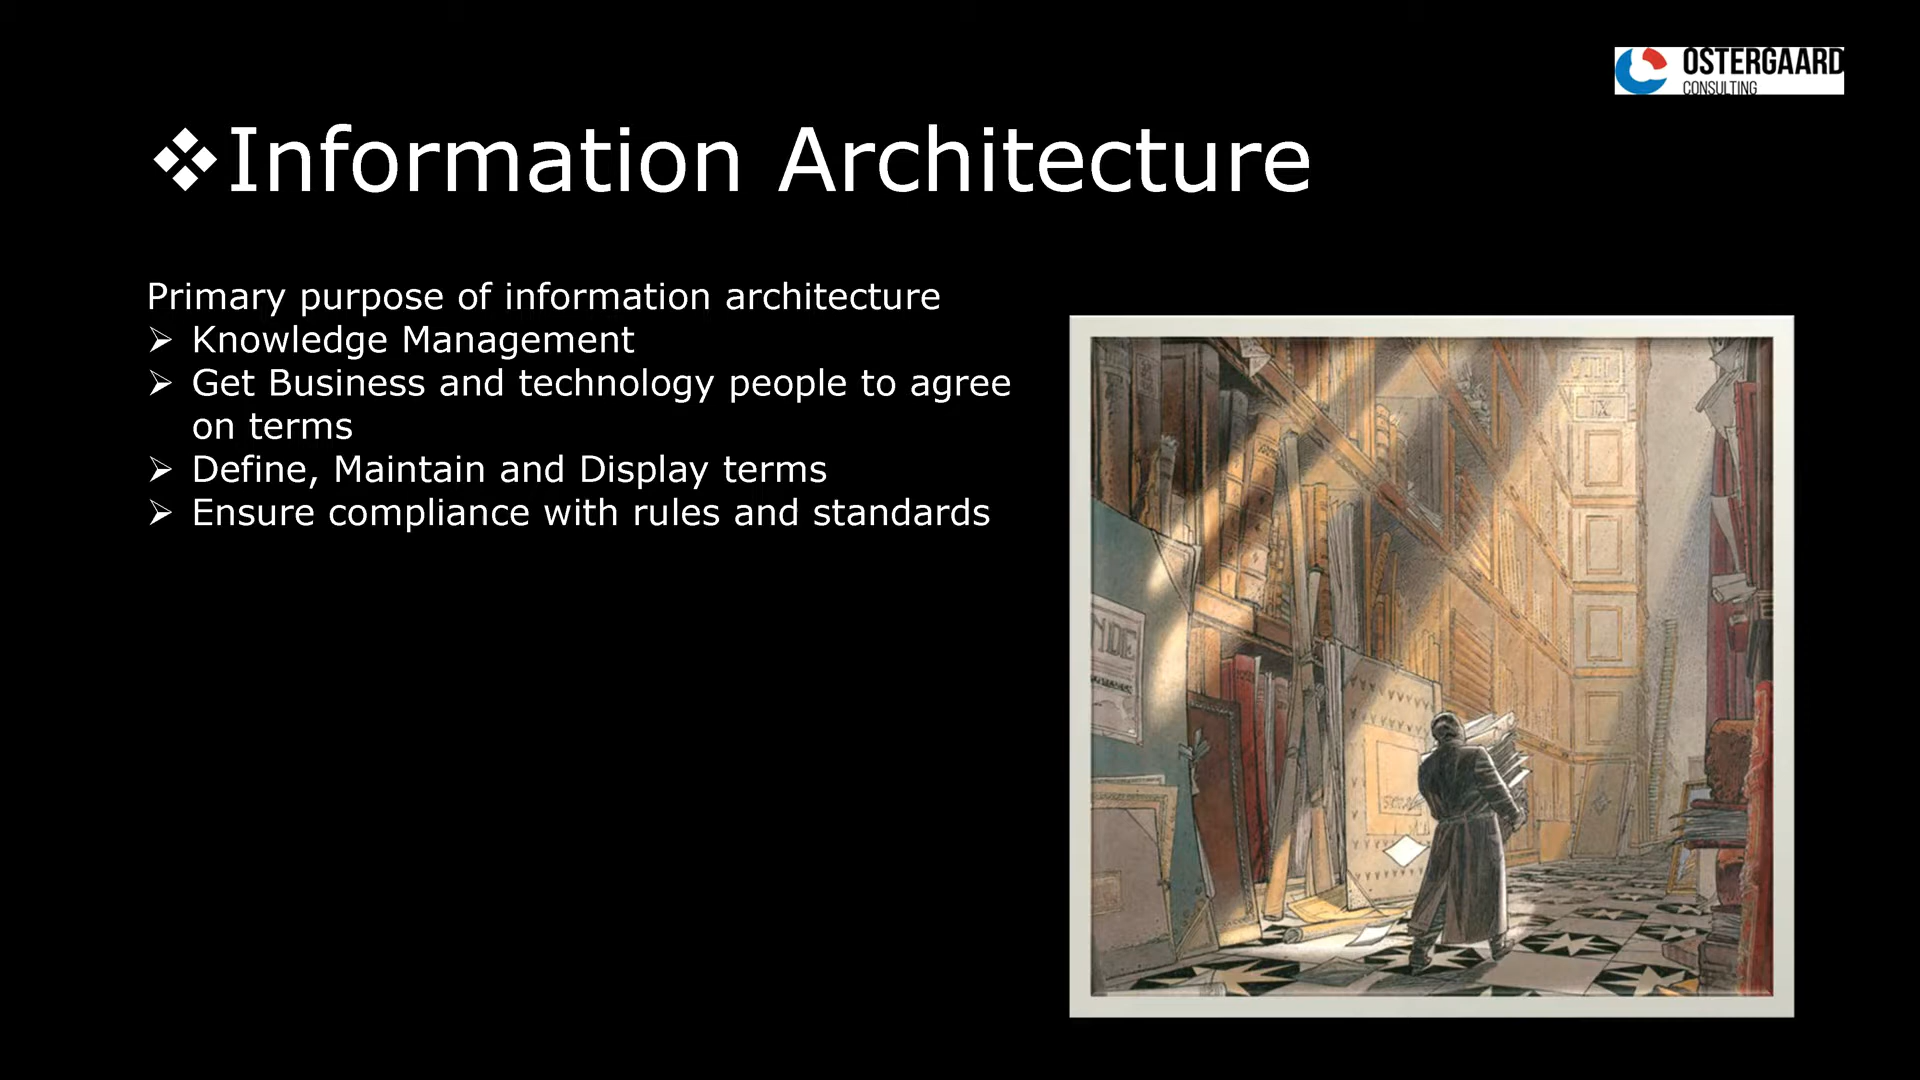 OSTERGAARD
CONSULTING
❖Information Architecture
Primary purpose of information architecture
➢ Knowledge Management
➢ Get Business and technology people to agree
on terms
➢ Define, Maintain and Display terms
➢ Ensure compliance with rules and standards
IX